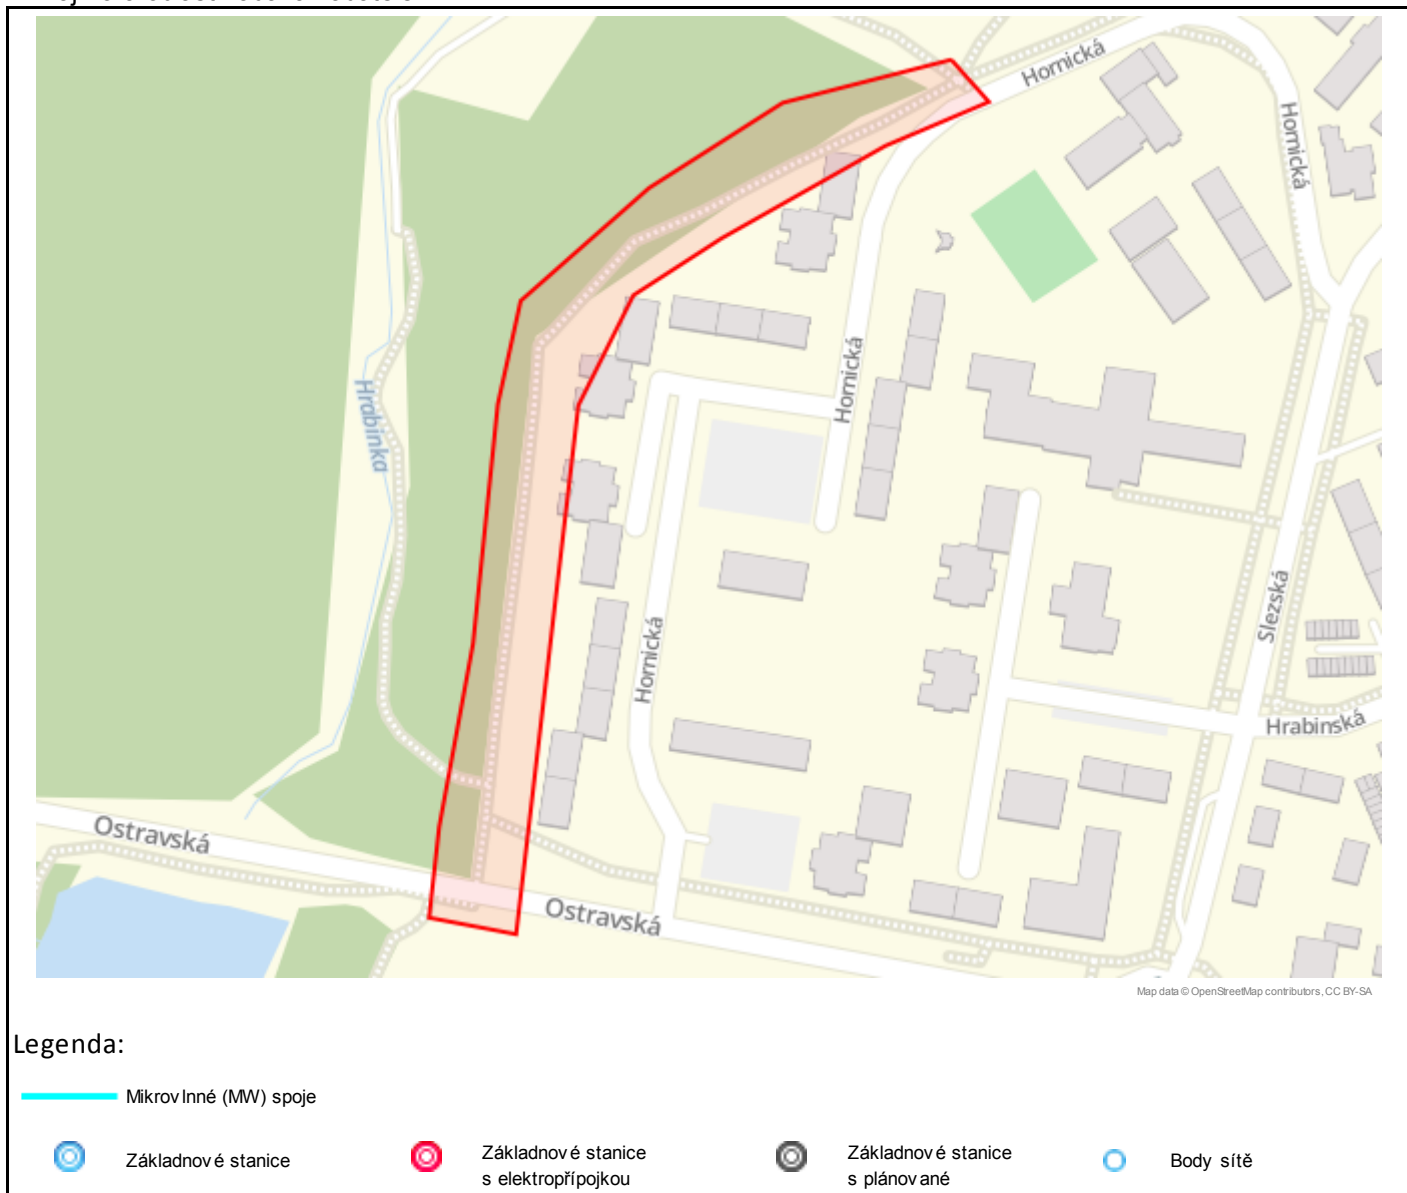 Hornická
Hornická
Hornická
Hrabinka
Hornická
Slezská
Hrabinská
Ostravská
Ostravská
Map data © OpenStreetMap contributors, CC BY-SA
Legenda:
Mikrovlnné (MW) spoje
Základnové stanice
Základnové stanice
s elektropřípojkou
Základnové stanice
s plánované
Body sítě